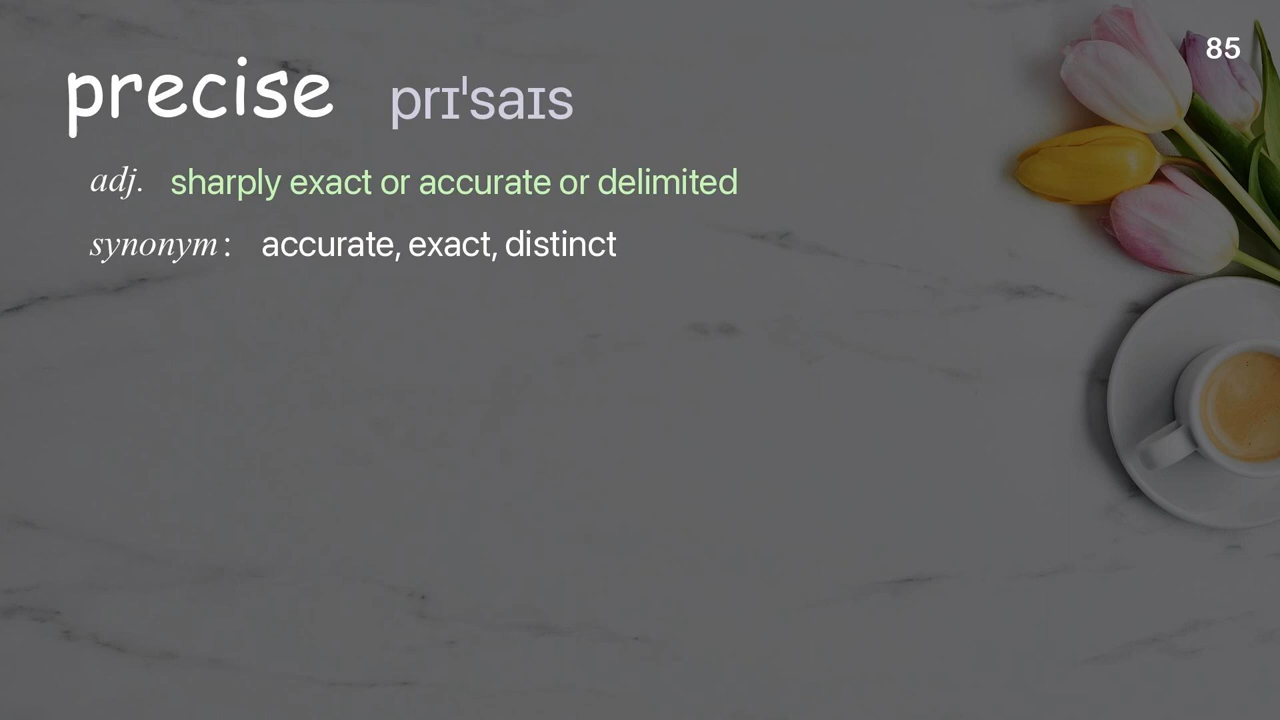 85
precise prɪˈsaɪs
adj. sharply exact or accurate or delimited
synonym: accurate, exact, distinct